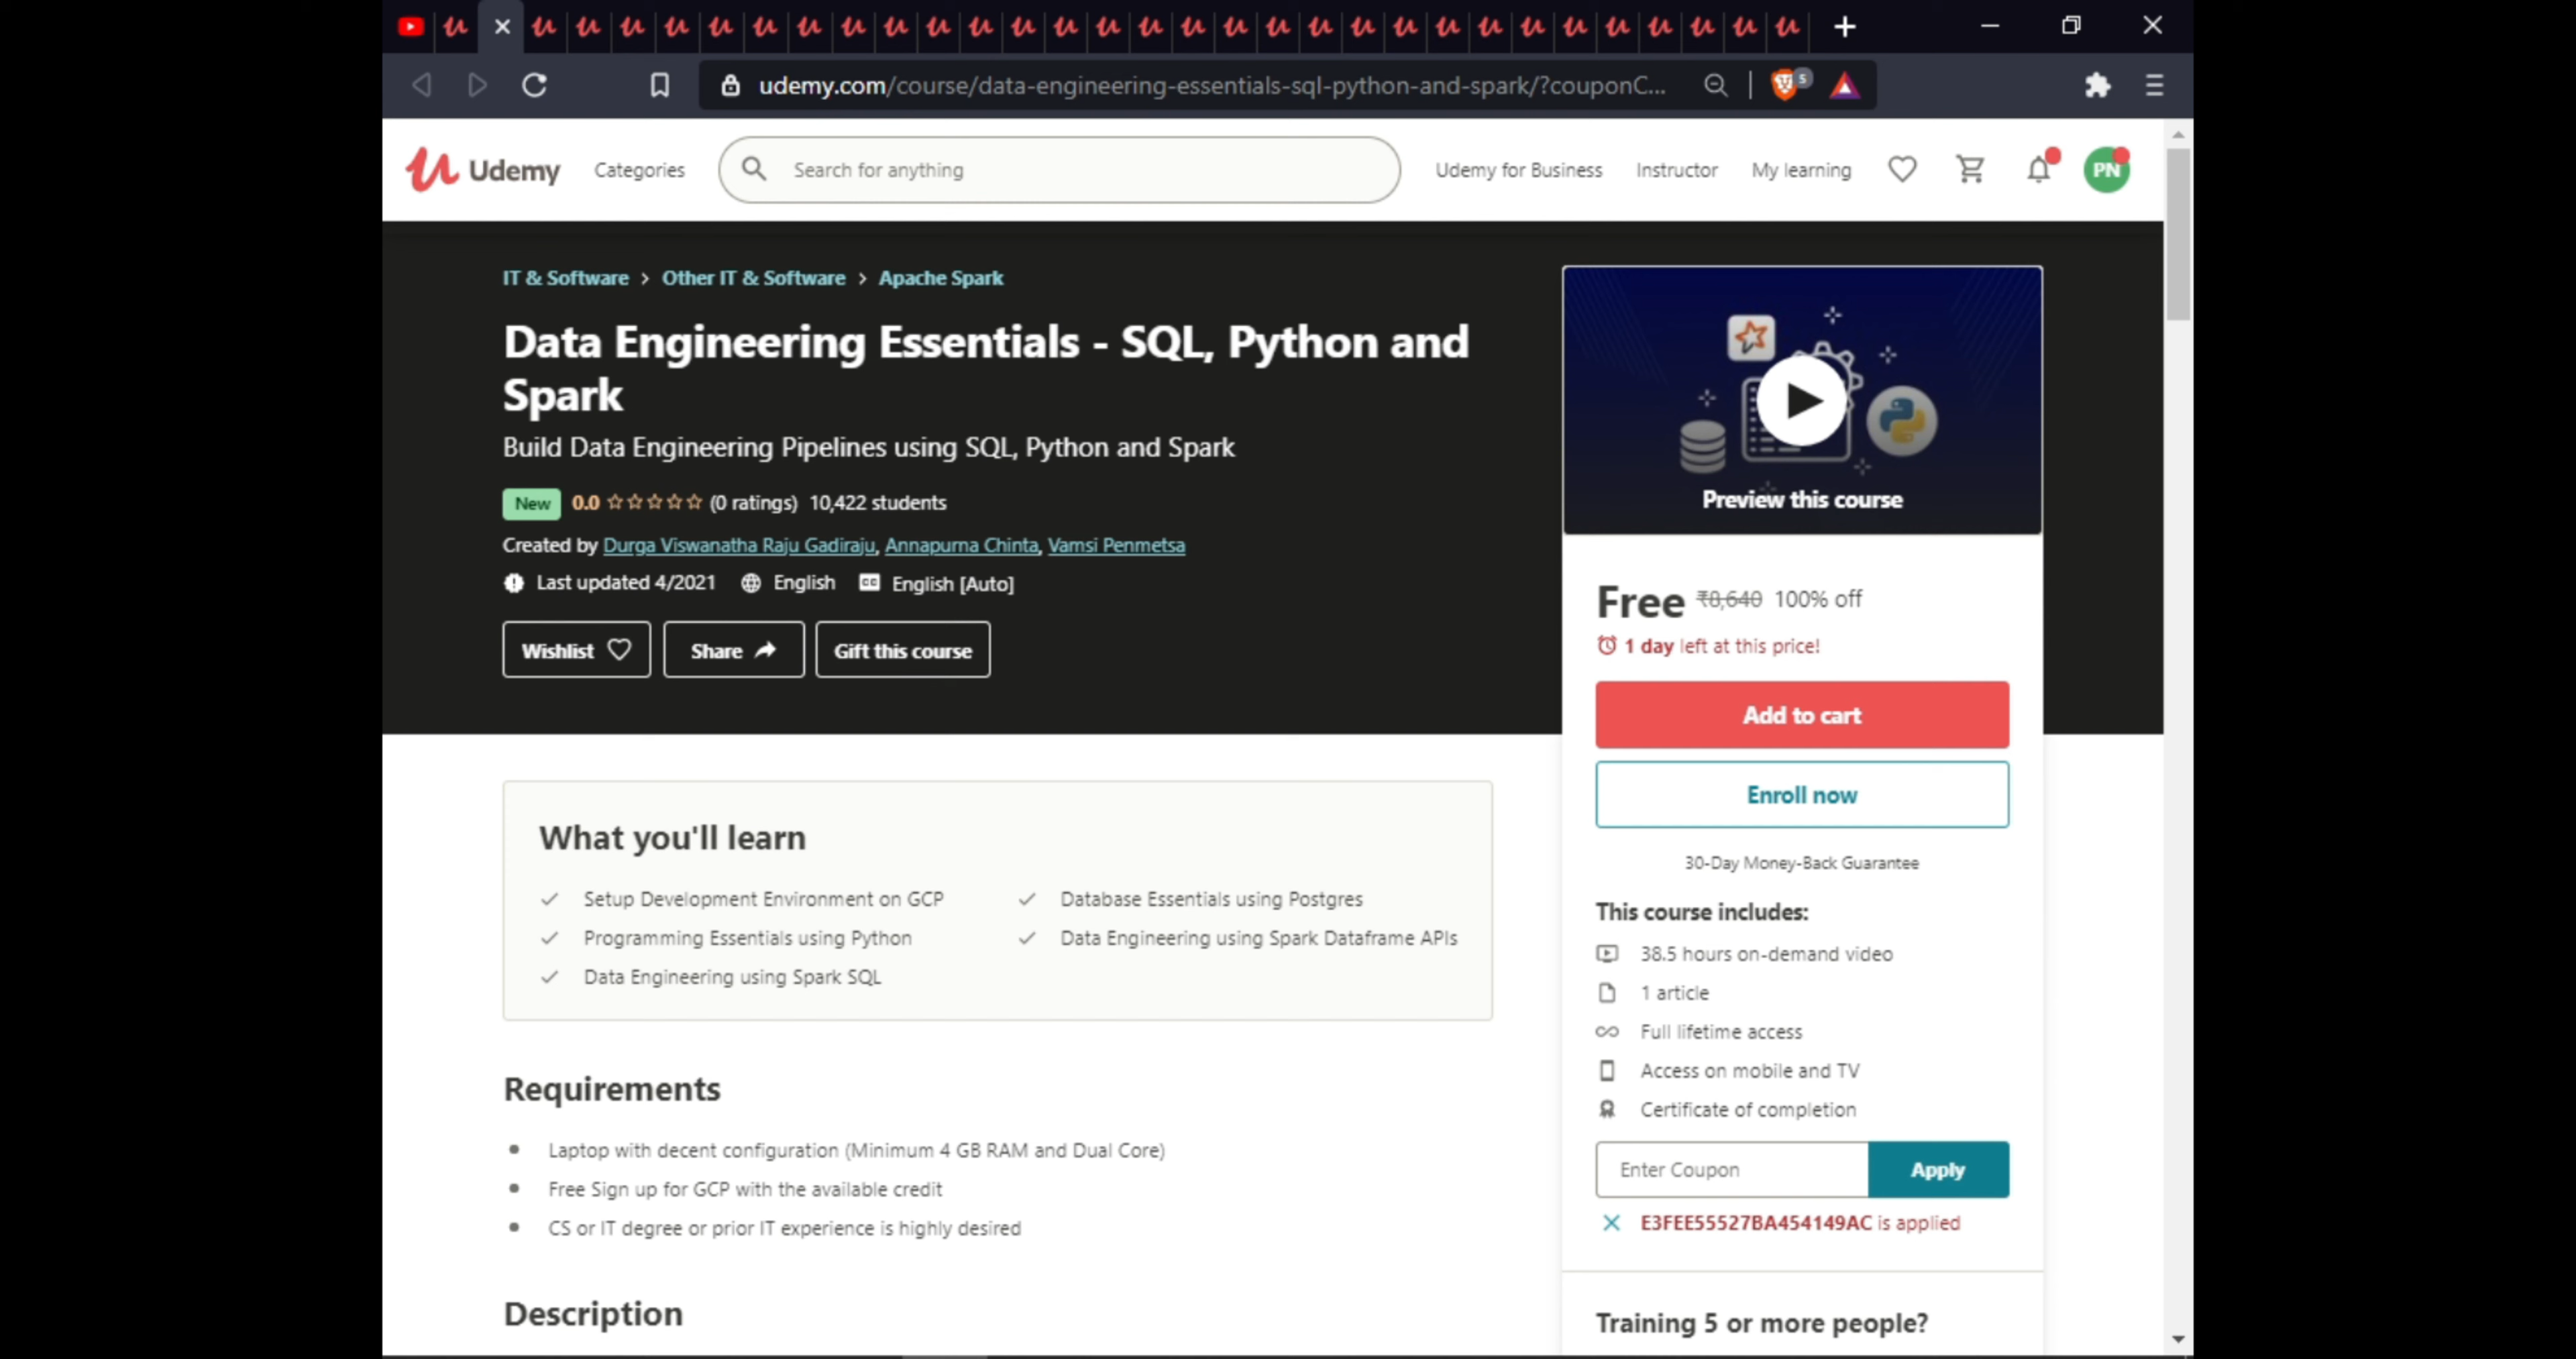 udemy.com/course/data-engineering-essentials-sql-python-and-spark/?couponC...
5
Udemy
Categories
Search for anything
Udemy for Business
Instructor
My learning
PN
IT & Software > Other IT & Software > Apache Spark
Data Engineering Essentials - SQL, Python and
Spark
Build Data Engineering Pipelines using SQL, Python and Spark
New 0.0 (0 ratings) 10,422 students
Created by Durga Viswanatha Raju Gadiraju, Annapurna Chinta, Vamsi Penmetsa
Last updated 4/2021 English English [Auto]
Wishlist
Share
Gift this course
Preview this course
Free ₹8,640 100% off
1 day left at this price!
Add to cart
Enroll now
30-Day Money-Back Guarantee
This course includes:
38.5 hours on-demand video
1 article
Full lifetime access
Access on mobile and TV
Certificate of completion
Enter Coupon
Apply
E3FEE55527BA454149AC is applied
Training 5 or more people?
What you'll learn
Setup Development Environment on GCP
Database Essentials using Postgres
Programming Essentials using Python
Data Engineering using Spark Dataframe APIs
Data Engineering using Spark SQL
Requirements
Laptop with decent configuration (Minimum 4 GB RAM and Dual Core)
Free Sign up for GCP with the available credit
CS or IT degree or prior IT experience is highly desired
Description